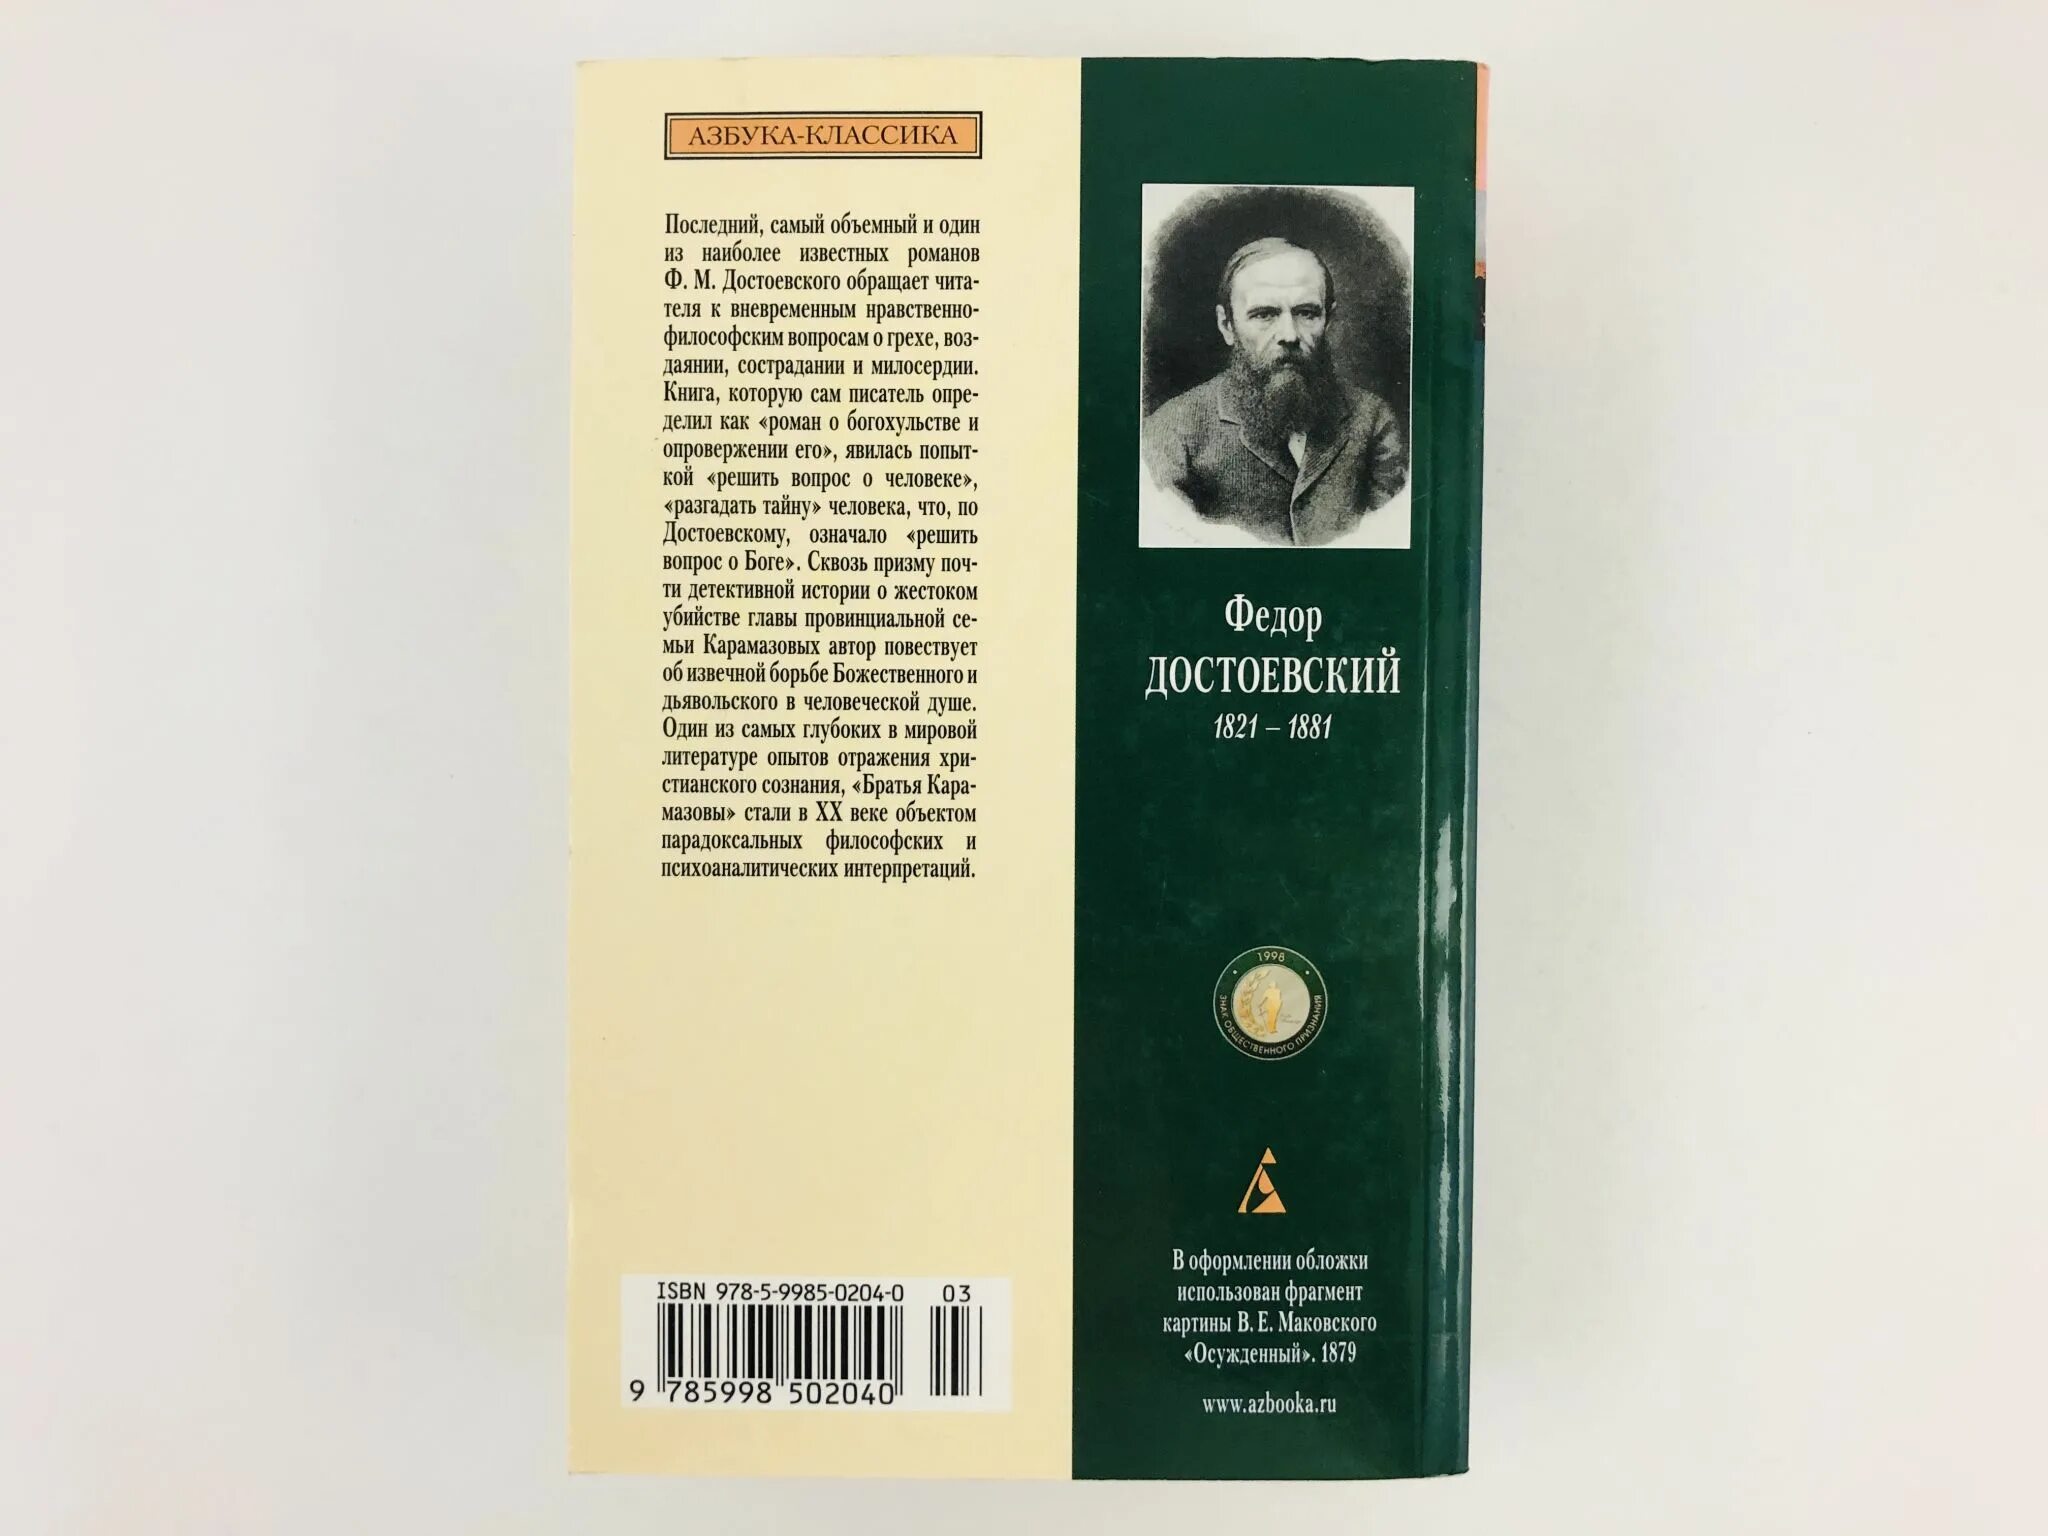 АЗБУКА-КЛАССИКА
Последний, самый объемный и один
из наиболее известных романов
Ф. М. Достоевского обращает чита-
теля к вневременным нравственно-
философским вопросам о грехе, воз-
даянии, сострадании и милосердии.
Книга, которую сам писатель опре-
делил как «роман о богохульстве и
опровержении его», явилась попыт-
кой «решить вопрос о человеке»,
«разгадать тайну» человека, что, по
Достоевскому, означало «решить
вопрос о Боге». Сквозь призму поч-
ти детективной истории о жестоком
убийстве главы провинциальной се-
мьи Карамазовых автор повествует
об извечной борьбе Божественного и
дьявольского в человеческой душе.
Один из самых глубоких в мировой
литературе опытов отражения хри-
стианского сознания, «Братья Кара-
мазовы» стали в XX веке объектом
парадоксальных философских и
психоаналитических интерпретаций.
ISBN 978-5-9985-0204-0 03
9 785998 502040
Федор
ДОСТОЕВСКИЙ
1821 – 1881
1998
ЗНАК ОБЩЕСТВЕННОГО ПРИЗНАНИЯ
В оформлении обложки
использован фрагмент
картины В. Е. Маковского
«Осужденный». 1879
www.azbooka.ru